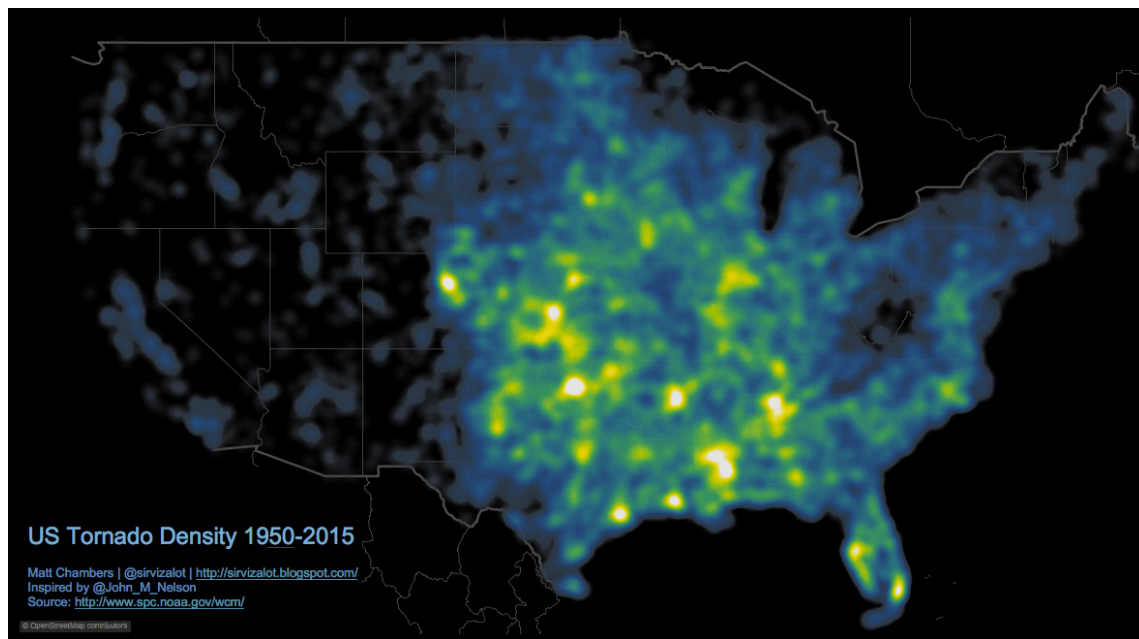 US Tornado Density 1950-2015
Matt Chambers | @sirvizalot | http://sirvizalot.blogspot.com/
Inspired by @John_M_Nelson
Source: http://www.spc.noaa.gov/wcm/
© OpenStreetMap contributors